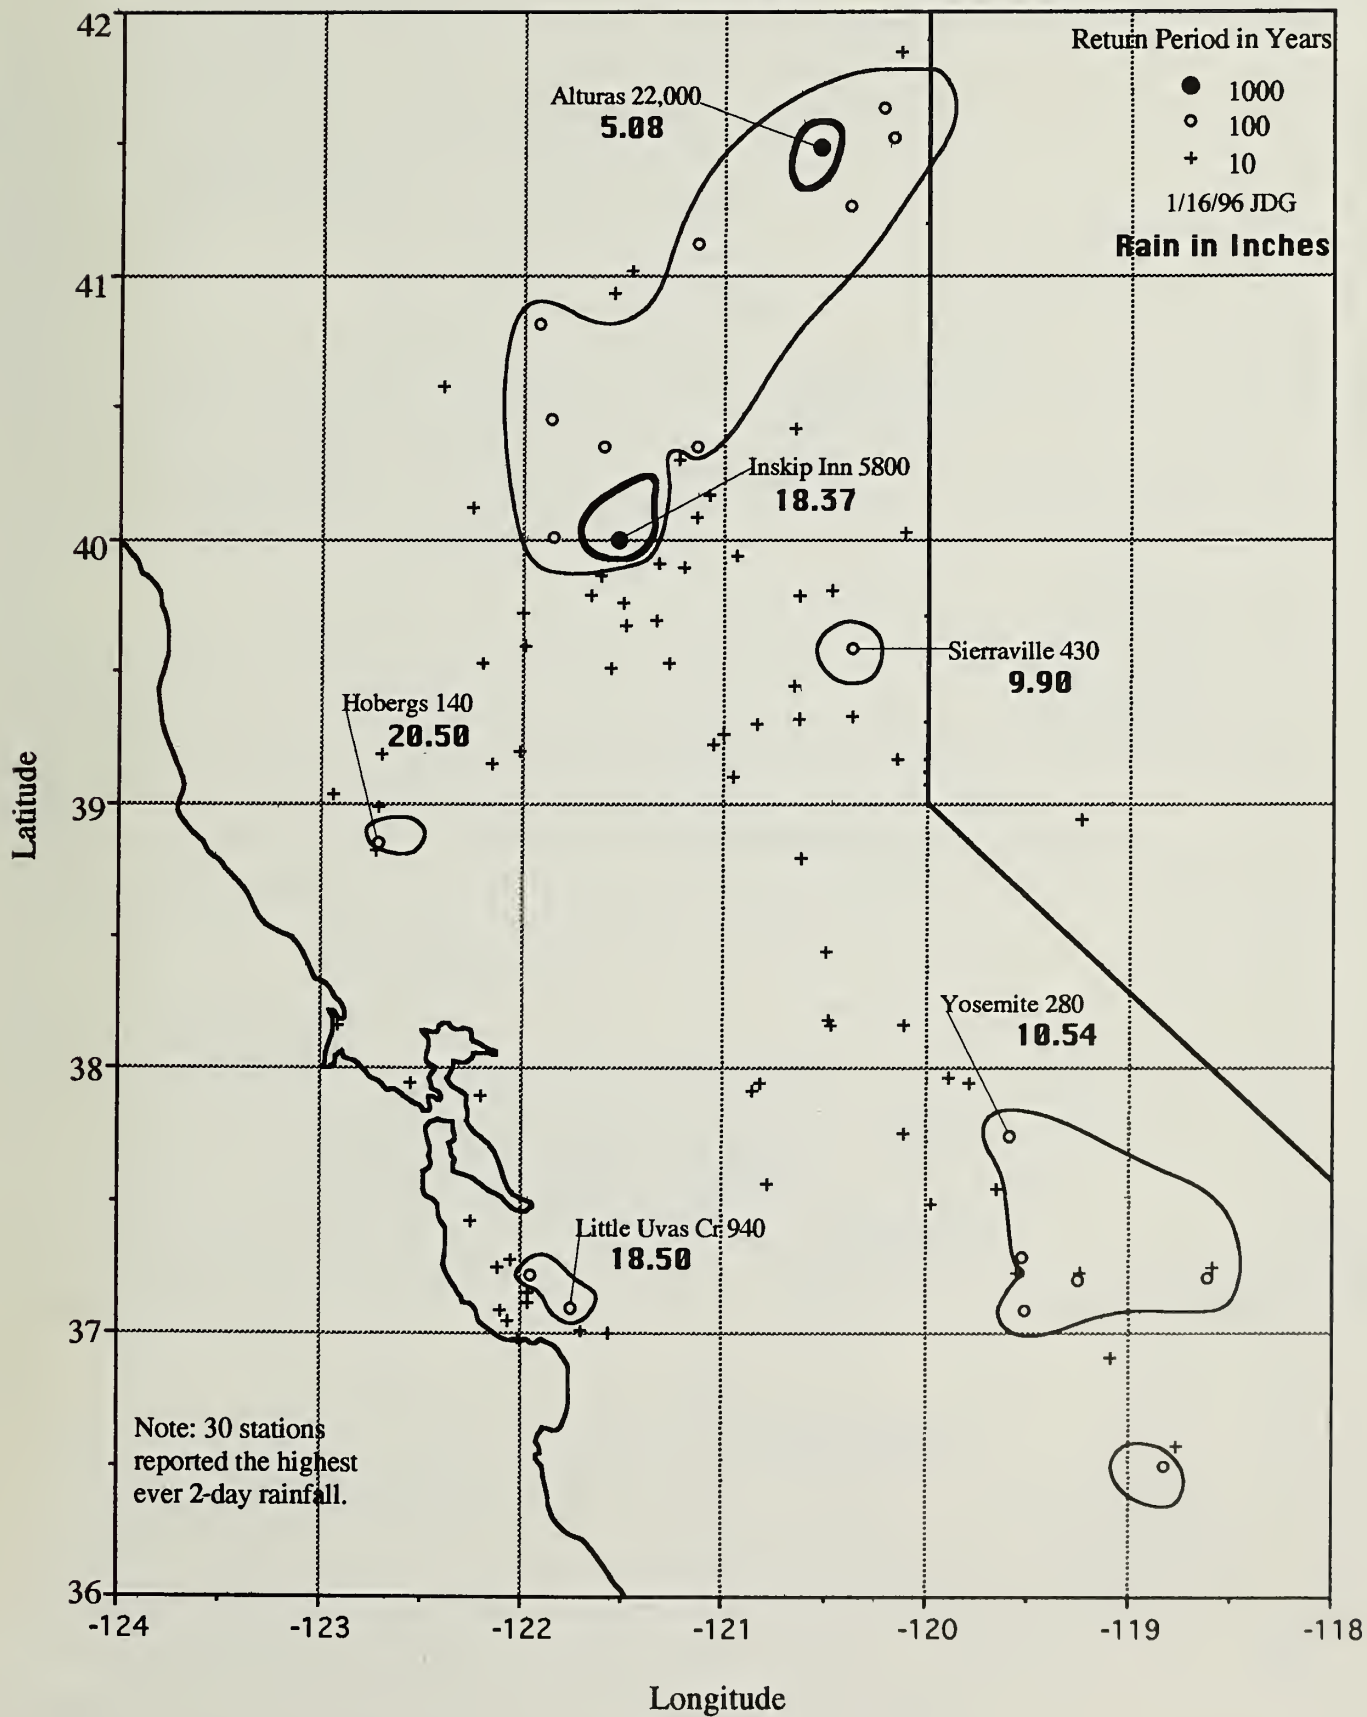 42
Return Period in Years
1000
100
10
1/16/96 JDG
Rain in Inches
Alturas 22,000
5.08
41
Inskip Inn 5800
18.37
40
Sierraville 430
9.90
Hobergs 140
20.50
Latitude
39
Yosemite 280
10.54
38
Little Uvas Cr 940
18.50
37
Note: 30 stations
reported the highest
ever 2-day rainfall.
36
-124 -123 -122 -121 -120 -119 -118
Longitude